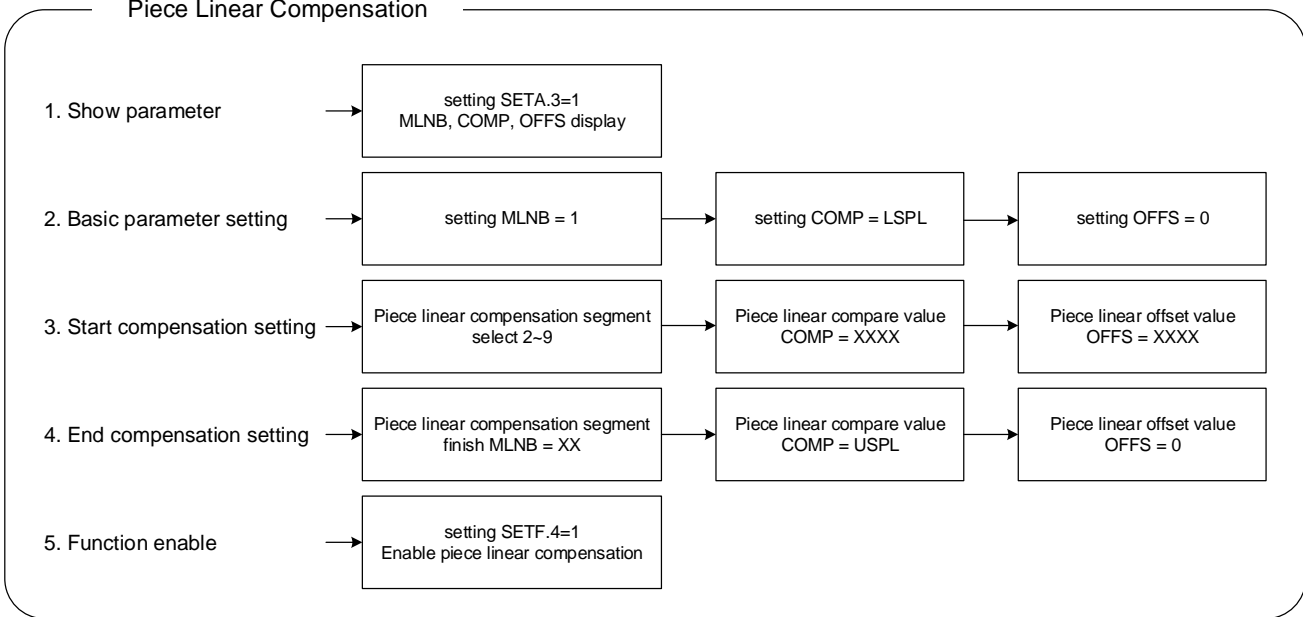 Piece Linear Compensation
1. Show parameter
setting SETA.3=1
MLNB, COMP, OFFS display
2. Basic parameter setting
setting MLNB = 1
setting COMP = LSPL
setting OFFS = 0
3. Start compensation setting
Piece linear compensation segment
select 2~9
Piece linear compare value
COMP = XXXX
Piece linear offset value
OFFS = XXXX
4. End compensation setting
Piece linear compensation segment
finish MLNB = XX
Piece linear compare value
COMP = USPL
Piece linear offset value
OFFS = 0
5. Function enable
setting SETF.4=1
Enable piece linear compensation